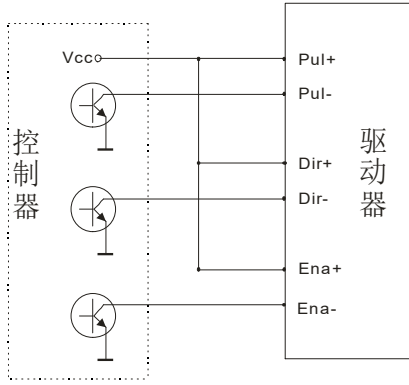 Vcc
控制器
Pul+
Pul-
Dir+
Dir-
Ena+
Ena-
驱动器